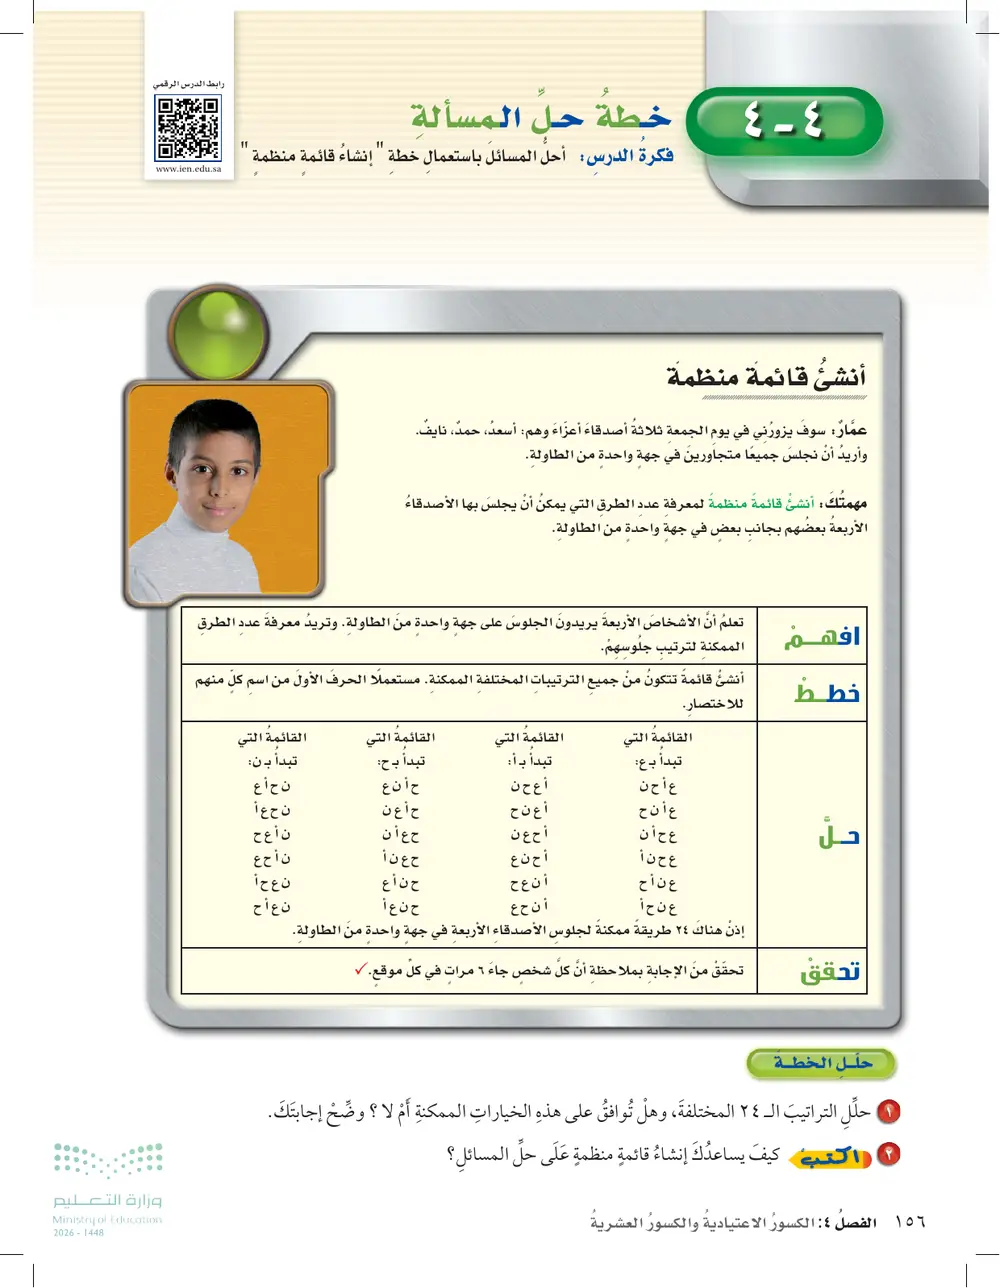 رابط الدرس الرقمي
www.ien.edu.sa
٤ - ٤
خطةُ حلِّ المسألةِ
فكرةُ الدرسِ: أحلُّ المسائلَ باستعمالِ خطةِ " إنشاءُ قائمةٍ منظمةٍ "
أنشئُ قائمةً منظمةً
عمَّارٌ: سوفَ يزورُني في يومِ الجمعةِ ثلاثةُ أصدقاءَ أعزّاءَ وهم: أسعدُ، حمدٌ، نايفٌ.
وأريدُ أنْ نجلسَ جميعًا متجاورينَ في جهةٍ واحدةٍ من الطاولةِ.
مهمتُكَ: أنشئُ قائمةً منظمةً لمعرفةِ عددِ الطرقِ التي يمكنُ أنْ يجلسَ بها الأصدقاءُ
الأربعةُ بعضُهم بجانبِ بعضٍ في جهةٍ واحدةٍ من الطاولةِ.
افهمْ
تعلمُ أنَّ الأشخاصَ الأربعةَ يريدونَ الجلوسَ على جهةٍ واحدةٍ منَ الطاولةِ. وتريدُ معرفةَ عددِ الطرقِ
الممكنةِ لترتيبِ جلُوسِهِمْ.
خططْ
أنشئُ قائمةً تتكونُ منْ جميعِ الترتيباتِ المختلفةِ الممكنةِ. مستعملًا الحرفَ الأولَ من اسمِ كلٍّ منهم
للاختصارِ.
حلَّ
القائمةُ التي القائمةُ التي القائمةُ التي القائمةُ التي
تبدأُ بـ ع: تبدأُ بـ أ: تبدأُ بـ ح: تبدأُ بـ ن:
ع أ ح ن أ ع ح ن ح أ ن ع ن ح أ ع
ع أ ن ح أ ع ن ح ح أ ع ن ن ح ع أ
ع ح أ ن أ ح ع ن ح ع أ ن ن أ ع ح
ع ح ن أ أ ح ن ع ح ع ن أ ن أ ح ع
ع ن أ ح أ ن ع ح ح ن أ ع ن ع ح أ
ع ن ح أ أ ن ح ع ح ن ع أ ن ع أ ح
إذنْ هناكَ ٢٤ طريقةً ممكنةً لجلوسِ الأصدقاءِ الأربعةِ في جهةٍ واحدةٍ منَ الطاولةِ.
تحققْ
تحقَّقْ منَ الإجابةِ بملاحظةِ أنَّ كلَّ شخصٍ جاءَ ٦ مراتٍ في كلِّ موقعٍ. ✓
حلِّلِ الخطةَ
١ حلِّلِ التراتيبَ الـ ٢٤ المختلفةَ، وهلْ تُوافقُ على هذهِ الخياراتِ الممكنةِ أَمْ لا؟ وضِّحْ إجابتَكَ.
٢ اكتب كيفَ يساعدُكَ إنشاءُ قائمةٍ منظمةٍ عَلَى حلِّ المسائلِ؟
وزارة التعليم
Ministry of Education
2026 - 1448
١٥٦ الفصلُ ٤: الكسورُ الاعتياديةُ والكسورُ العشريةُ